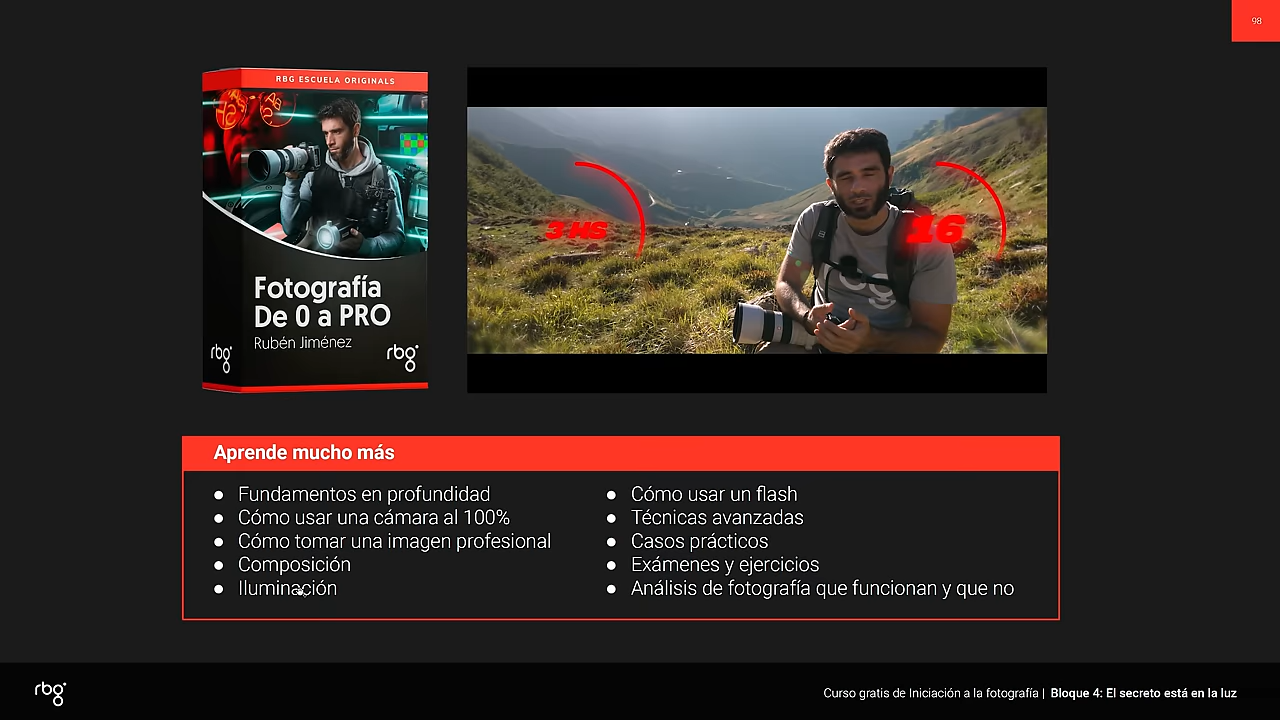 98
RBG ESCUELA ORIGINALS
Fotografía
De 0 a PRO
Rubén Jiménez
rbg
rbg
3 HS
16
Aprende mucho más
● Fundamentos en profundidad
● Cómo usar una cámara al 100%
● Cómo tomar una imagen profesional
● Composición
● Iluminación
● Cómo usar un flash
● Técnicas avanzadas
● Casos prácticos
● Exámenes y ejercicios
● Análisis de fotografía que funcionan y que no
rbg
Curso gratis de Iniciación a la fotografía | Bloque 4: El secreto está en la luz